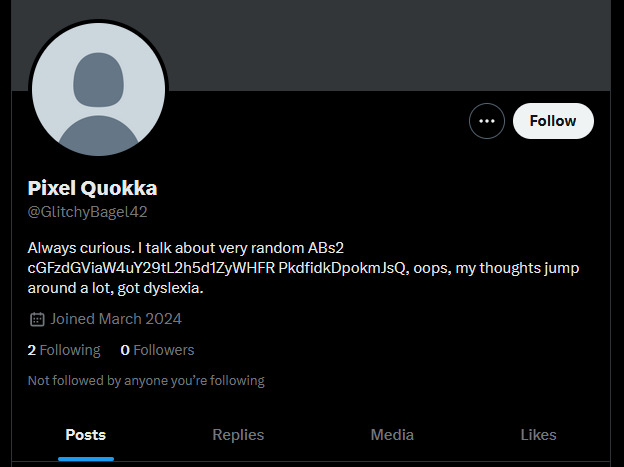 Follow
Pixel Quokka
@GlitchyBagel42
Always curious. I talk about very random ABs2
cGFzdGViaW4uY29tL2h5d1ZyWHFR PkdfidkDpokmJsQ, oops, my thoughts jump
around a lot, got dyslexia.
Joined March 2024
2 Following 0 Followers
Not followed by anyone you're following
Posts Replies Media Likes